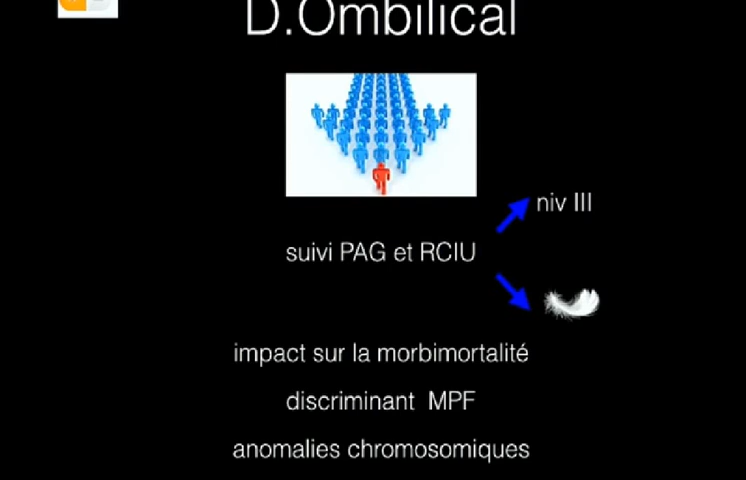 D.Ombilical
niv III
suivi PAG et RCIU
impact sur la morbimortalité
discriminant MPF
anomalies chromosomiques